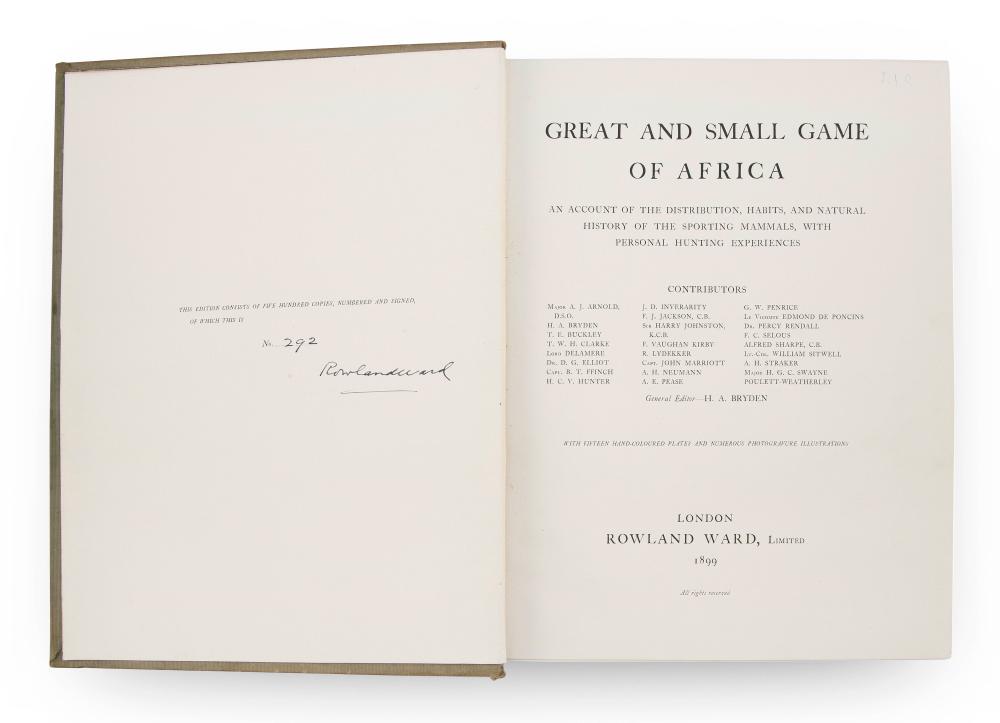 THIS EDITION CONSISTS OF FIVE HUNDRED COPIES, NUMBERED AND SIGNED,
OF WHICH THIS IS
No. 292
Rowland Ward
GREAT AND SMALL GAME
OF AFRICA
AN ACCOUNT OF THE DISTRIBUTION, HABITS, AND NATURAL
HISTORY OF THE SPORTING MAMMALS, WITH
PERSONAL HUNTING EXPERIENCES
CONTRIBUTORS
MAJOR A. J. ARNOLD,
D.S.O.
H. A. BRYDEN
T. E. BUCKLEY
T. W. H. CLARKE
LORD DELAMERE
DR. D. G. ELLIOT
CAPT. B. T. FFINCH
H. C. V. HUNTER
J. D. INVERARITY
F. J. JACKSON, C.B.
SIR HARRY JOHNSTON,
K.C.B.
F. VAUGHAN KIRBY
R. LYDEKKER
CAPT. JOHN MARRIOTT
A. H. NEUMANN
A. E. PEASE
G. W. PENRICE
LE VICOMTE EDMOND DE PONCINS
DR. PERCY RENDALL
F. C. SELOUS
ALFRED SHARPE, C.B.
LT.-COL. WILLIAM SITWELL
A. H. STRAKER
MAJOR H. G. C. SWAYNE
POULETT-WEATHERLEY
General Editor—H. A. BRYDEN
WITH FIFTEEN HAND-COLOURED PLATES AND NUMEROUS PHOTOGRAVURE ILLUSTRATIONS
LONDON
ROWLAND WARD, LIMITED
1899
All rights reserved